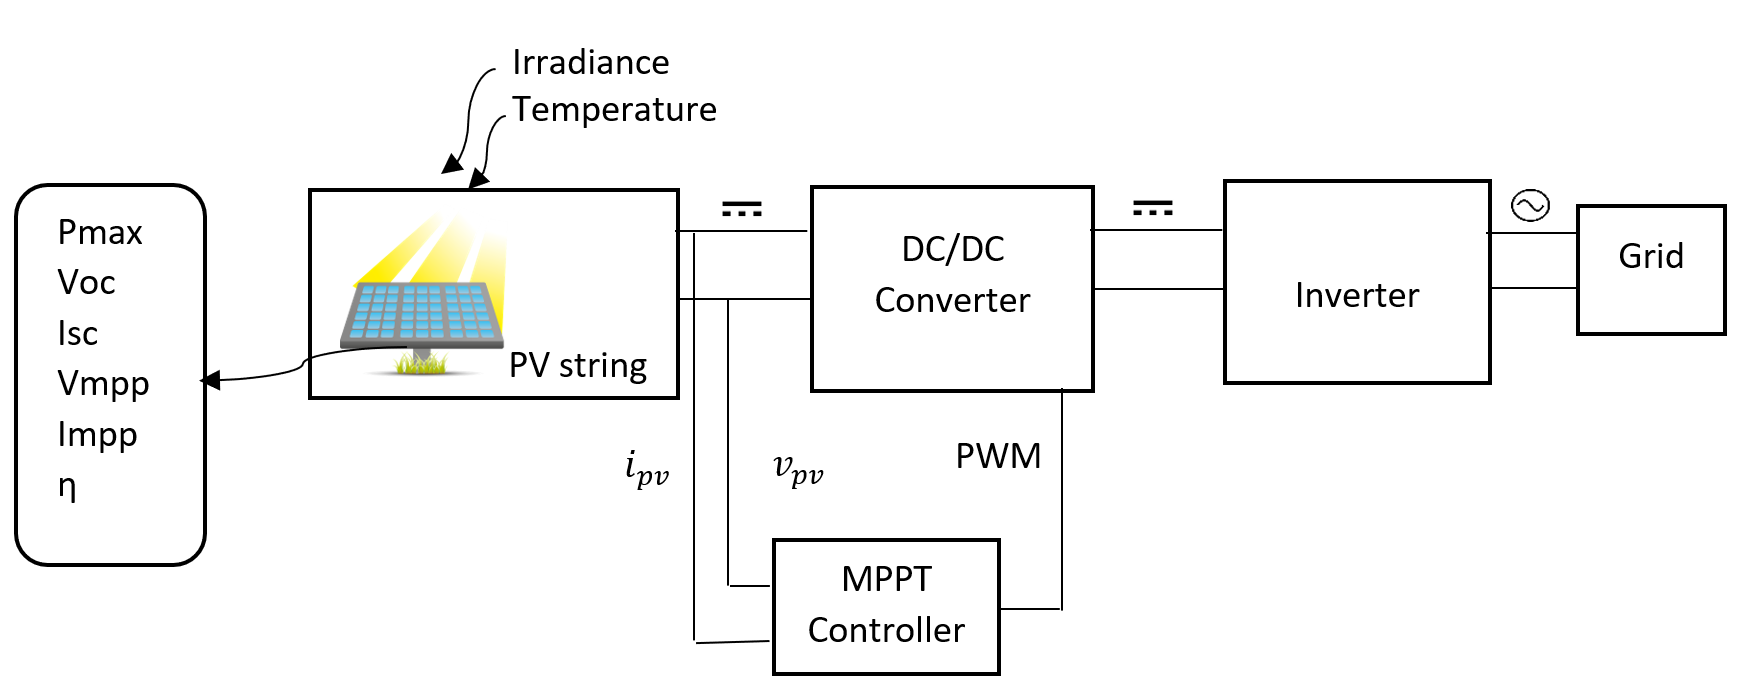 Irradiance
Temperature
Pmax
Voc
Isc
Vmpp
Impp
η
PV string
DC/DC
Converter
Inverter
Grid
i_{pv}
v_{pv}
PWM
MPPT
Controller